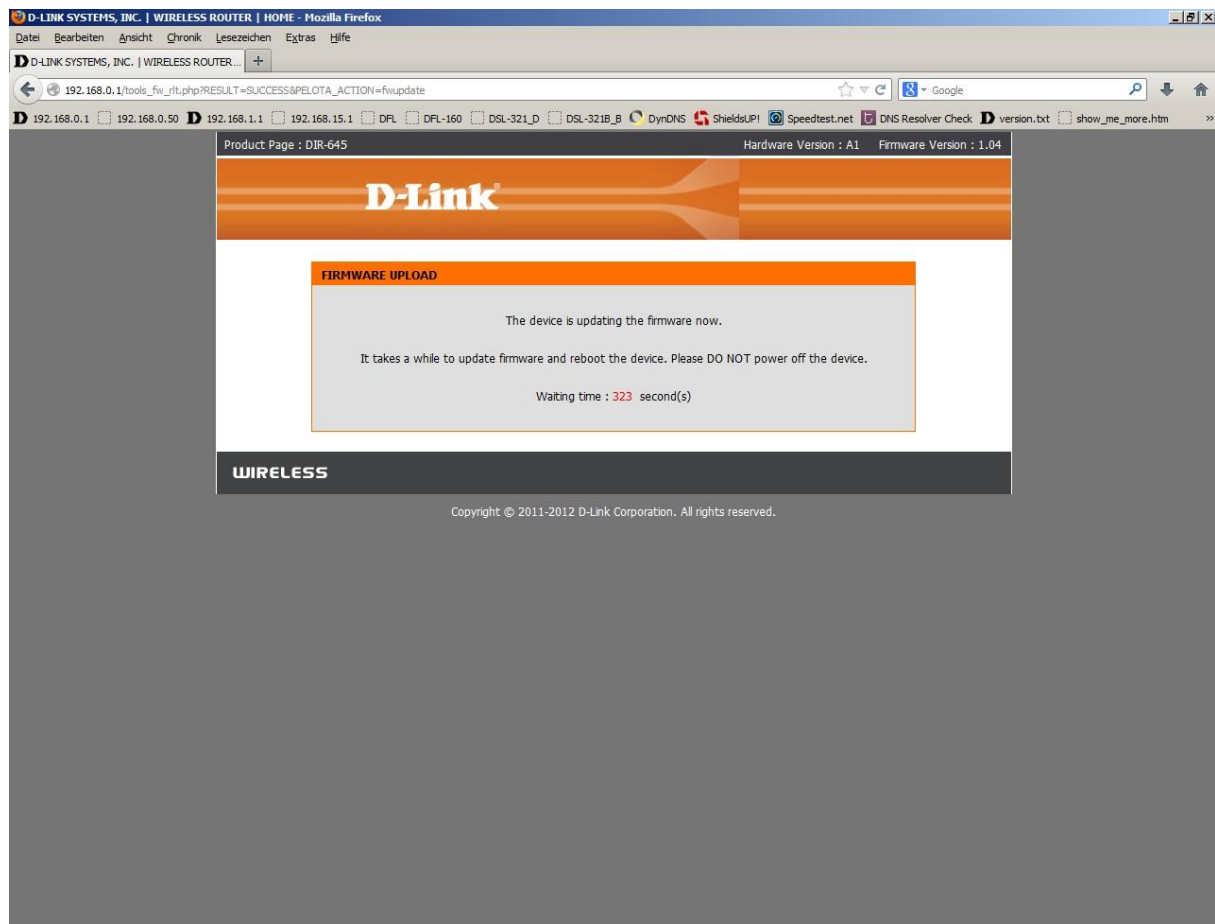 D-LINK SYSTEMS, INC. | WIRELESS ROUTER | HOME - Mozilla Firefox
Datei Bearbeiten Ansicht Chronik Lesezeichen Extras Hilfe
D-LINK SYSTEMS, INC. | WIRELESS ROUTER... +
192.168.0.1/tools_fw_rlt.php?RESULT=SUCCESS&PELOTA_ACTION=fwupdate Google
192.168.0.1 192.168.0.50 192.168.1.1 192.168.15.1 DFL DFL-160 DSL-321_D DSL-321B_B DynDNS ShieldsUP! Speedtest.net DNS Resolver Check version.txt show_me_more.htm »
Product Page : DIR-645 Hardware Version : A1 Firmware Version : 1.04
D-Link®
FIRMWARE UPLOAD
The device is updating the firmware now.
It takes a while to update firmware and reboot the device. Please DO NOT power off the device.
Waiting time : 323 second(s)
WIRELESS
Copyright © 2011-2012 D-Link Corporation. All rights reserved.